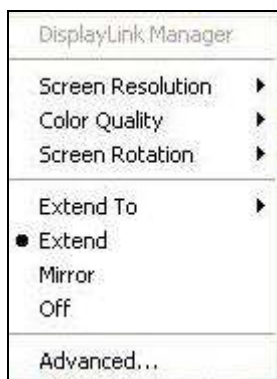 DisplayLink Manager
Screen Resolution
Color Quality
Screen Rotation
Extend To
Extend
Mirror
Off
Advanced...